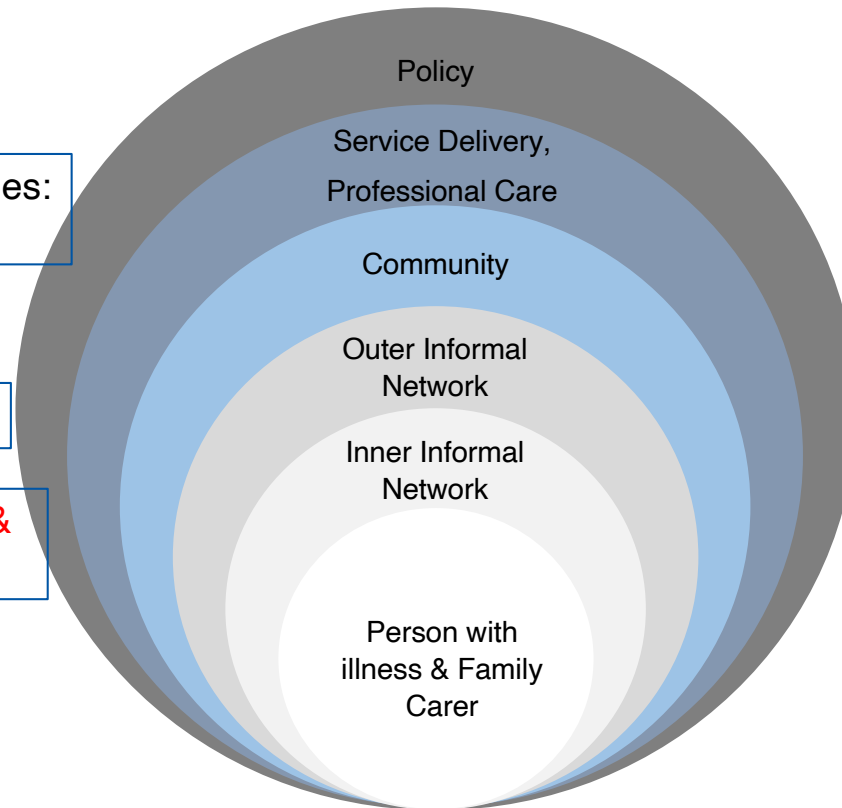 Policy
Service Delivery,
Professional Care
es:
Community
Outer Informal
Network
Inner Informal
Network
&
Person with
illness & Family
Carer